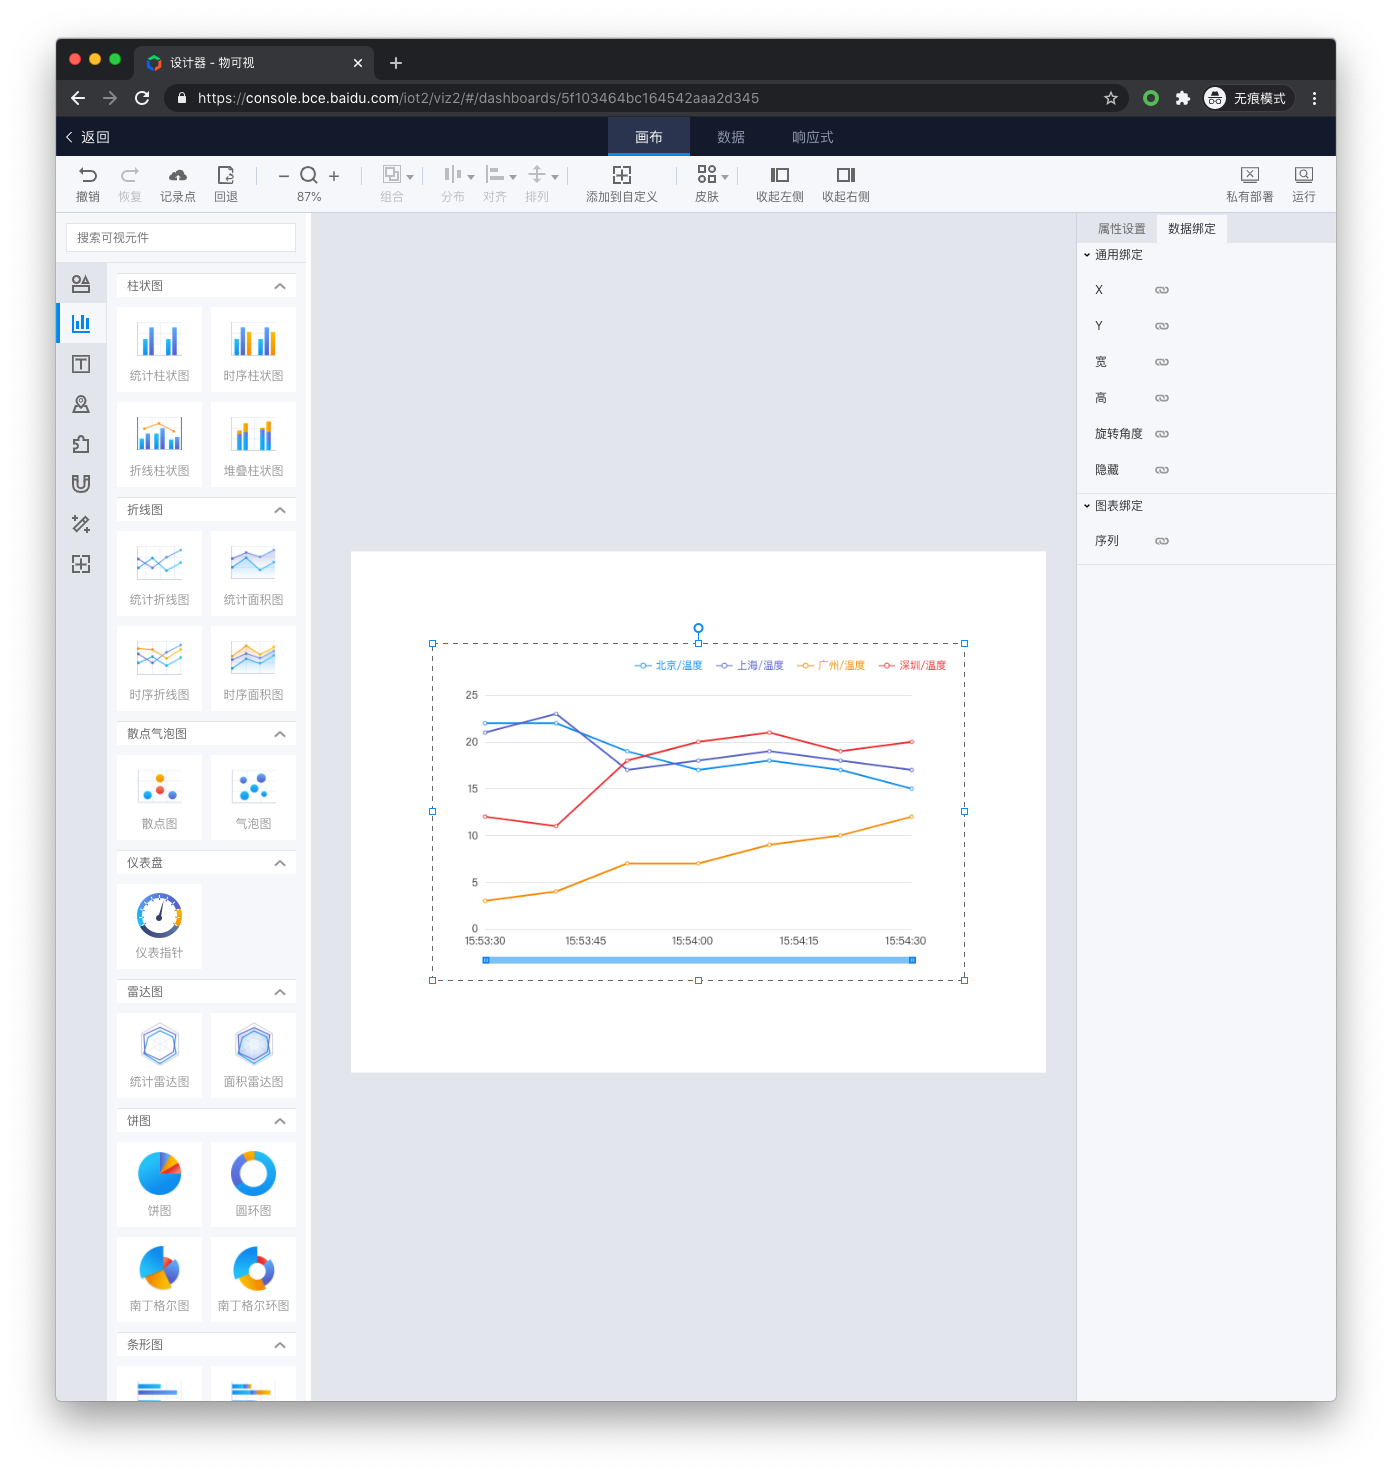 设计器 - 物可视
https://console.bce.baidu.com/iot2/viz2/#/dashboards/5f103464bc164542aaa2d345
无痕模式
返回
画布 数据 响应式
撤销 恢复 记录点 回退 87% 组合 分布 对齐 排列 添加到自定义 皮肤 收起左侧 收起右侧 私有部署 运行
搜索可视元件
柱状图
统计柱状图 时序柱状图
折线柱状图 堆叠柱状图
折线图
统计折线图 统计面积图
时序折线图 时序面积图
散点气泡图
散点图 气泡图
仪表盘
仪表指针
雷达图
统计雷达图 面积雷达图
饼图
饼图 圆环图
南丁格尔图 南丁格尔环图
条形图
北京/温度 上海/温度 广州/温度 深圳/温度
25
20
15
10
5
0
15:53:30 15:53:45 15:54:00 15:54:15 15:54:30
属性设置 数据绑定
通用绑定
X
Y
宽
高
旋转角度
隐藏
图表绑定
序列